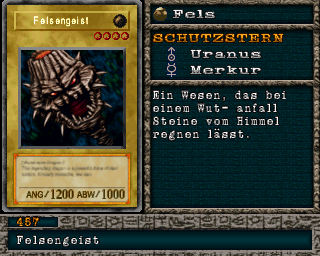 Felsengeist
ANG/1200 ABW/1000
Fels
SCHUTZSTERN
Uranus
Merkur
Ein Wesen, das bei
einem Wut- anfall
Steine vom Himmel
regnen lässt.
457
Felsengeist